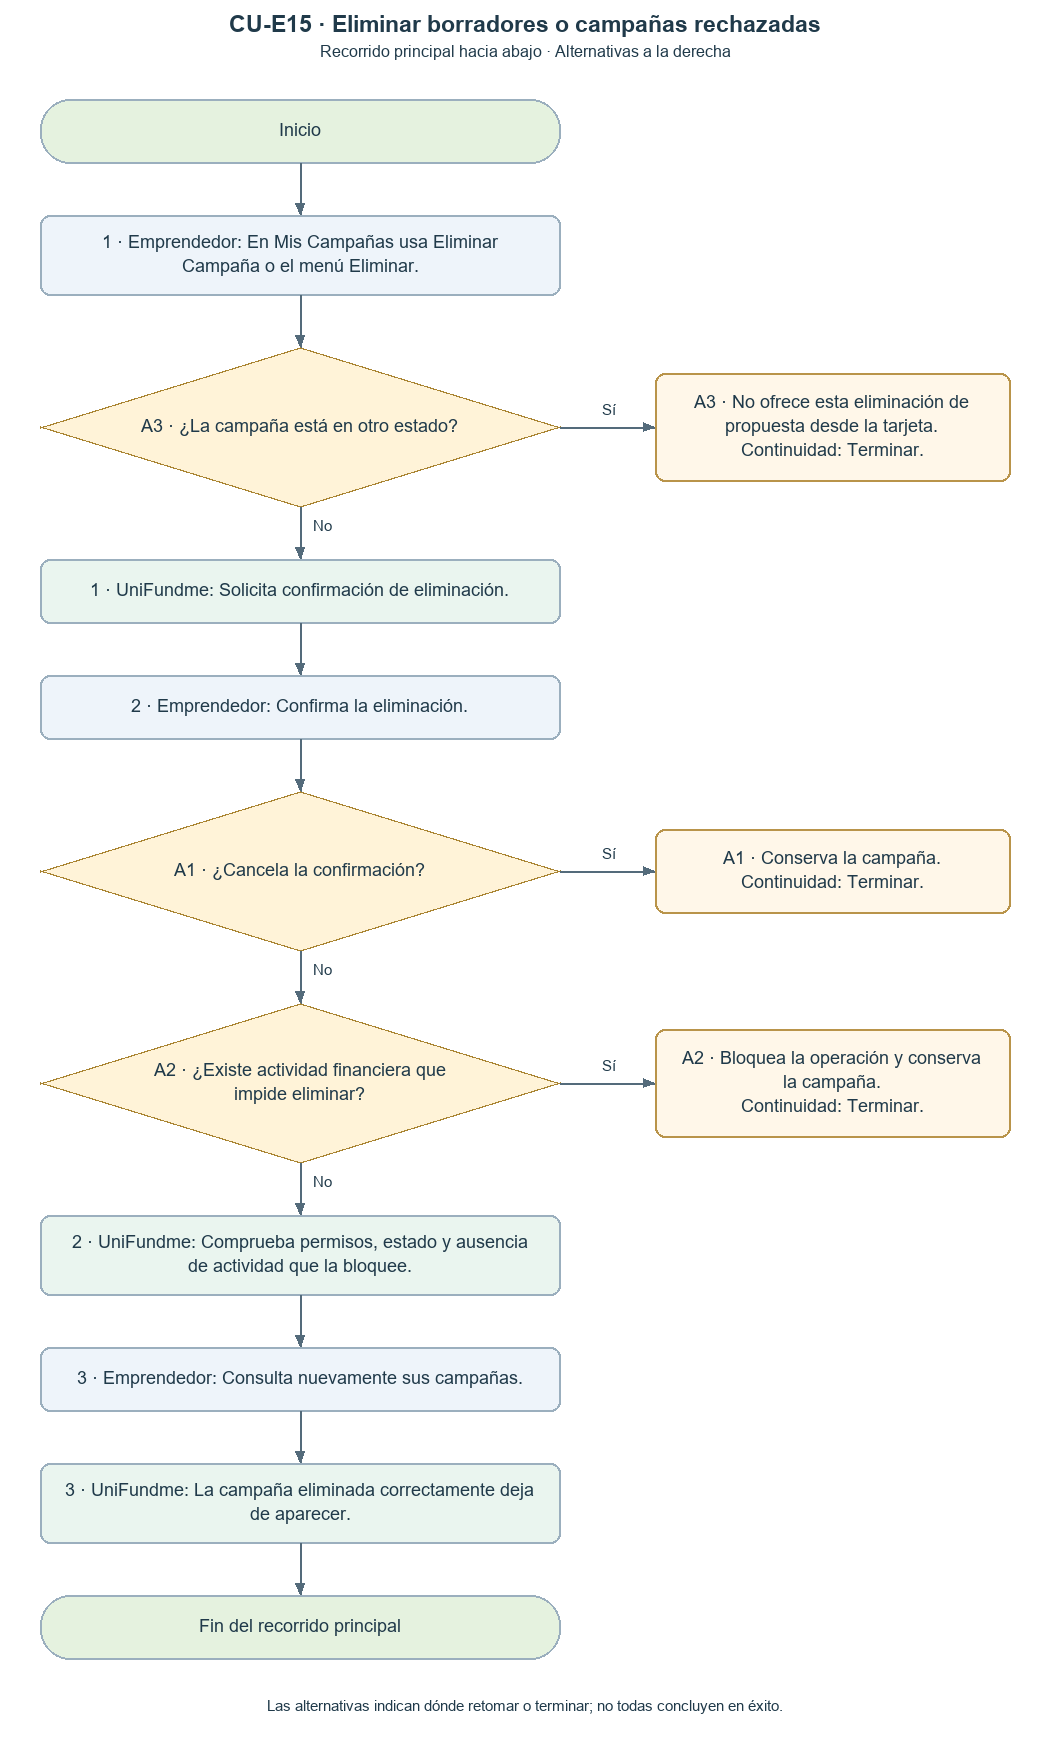 CU-E15 · Eliminar borradores o campañas rechazadas
Recorrido principal hacia abajo · Alternativas a la derecha
Inicio
1 · Emprendedor: En Mis Campañas usa Eliminar
Campaña o el menú Eliminar.
A3 · ¿La campaña está en otro estado?
Sí
A3 · No ofrece esta eliminación de
propuesta desde la tarjeta.
Continuidad: Terminar.
No
1 · UniFundme: Solicita confirmación de eliminación.
2 · Emprendedor: Confirma la eliminación.
A1 · ¿Cancela la confirmación?
Sí
A1 · Conserva la campaña.
Continuidad: Terminar.
No
A2 · ¿Existe actividad financiera que
impide eliminar?
Sí
A2 · Bloquea la operación y conserva
la campaña.
Continuidad: Terminar.
No
2 · UniFundme: Comprueba permisos, estado y ausencia
de actividad que la bloquee.
3 · Emprendedor: Consulta nuevamente sus campañas.
3 · UniFundme: La campaña eliminada correctamente deja
de aparecer.
Fin del recorrido principal
Las alternativas indican dónde retomar o terminar; no todas concluyen en éxito.